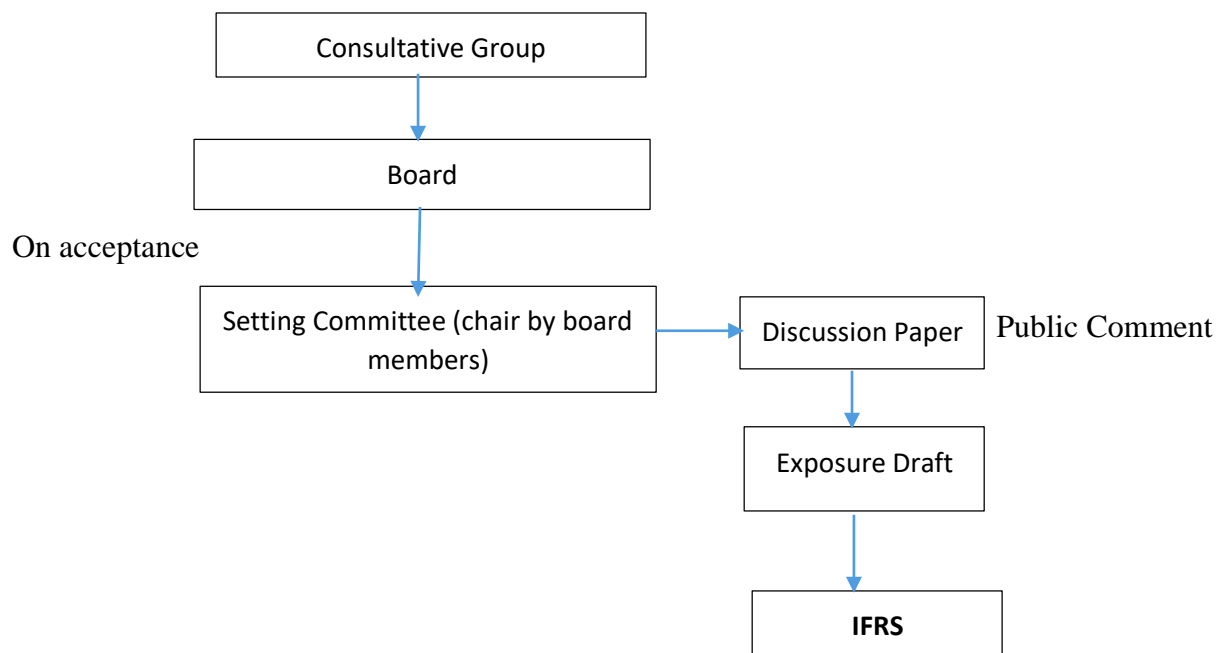 Consultative Group
Board
On acceptance
Setting Committee (chair by board
members)
Discussion Paper
Public Comment
Exposure Draft
IFRS